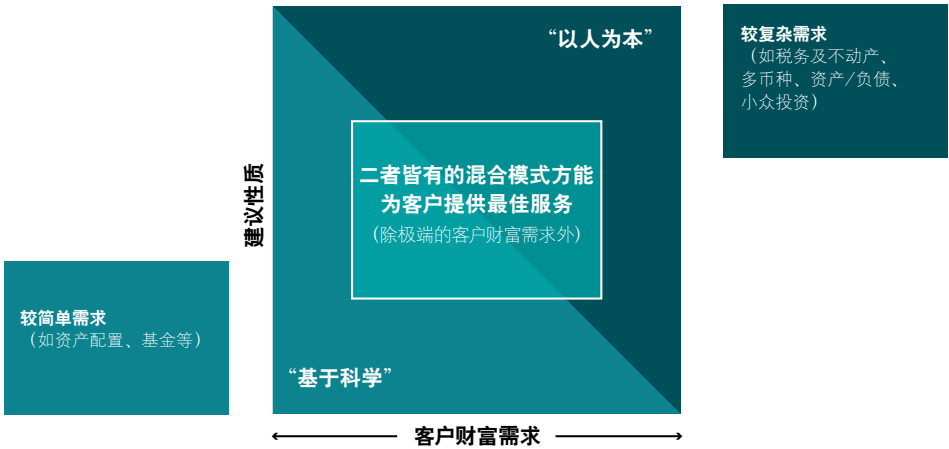 “以人为本”
较复杂需求
（如税务及不动产、
多币种、资产/负债、
小众投资）
建议性质
二者皆有的混合模式方能
为客户提供最佳服务
（除极端的客户财富需求外）
较简单需求
（如资产配置、基金等）
“基于科学”
客户财富需求